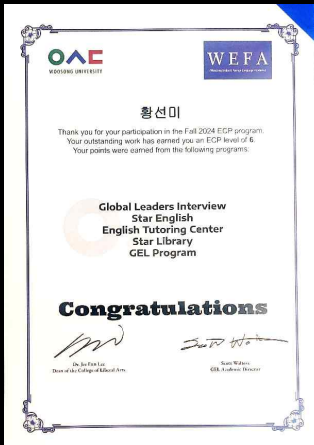 WOOSONG UNIVERSITY
WEFA
황선미
Thank you for your participation in the Fall 2024 ECP program.
Your outstanding work has earned you an ECP level of 6.
Your points were earned from the following programs:
Global Leaders Interview
Star English
English Tutoring Center
Star Library
GEL Program
Congratulations
Dean of the College of Liberal Arts
GEL Academic Director